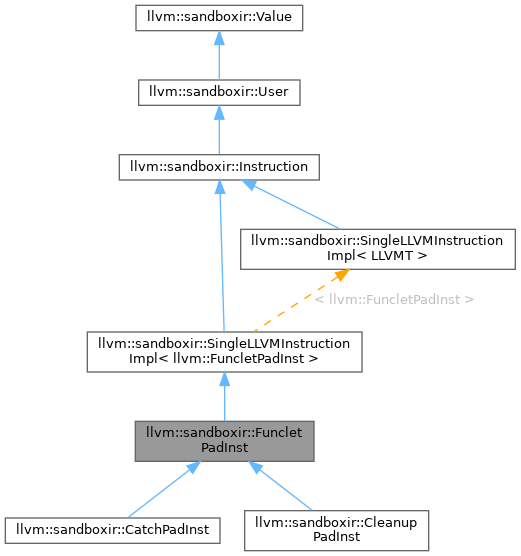 llvm::sandboxir::Value
llvm::sandboxir::User
llvm::sandboxir::Instruction
llvm::sandboxir::SingleLLVMInstruction
Impl< LLVMT >
< llvm::FuncletPadInst >
llvm::sandboxir::SingleLLVMInstruction
Impl< llvm::FuncletPadInst >
llvm::sandboxir::Funclet
PadInst
llvm::sandboxir::CatchPadInst
llvm::sandboxir::Cleanup
PadInst